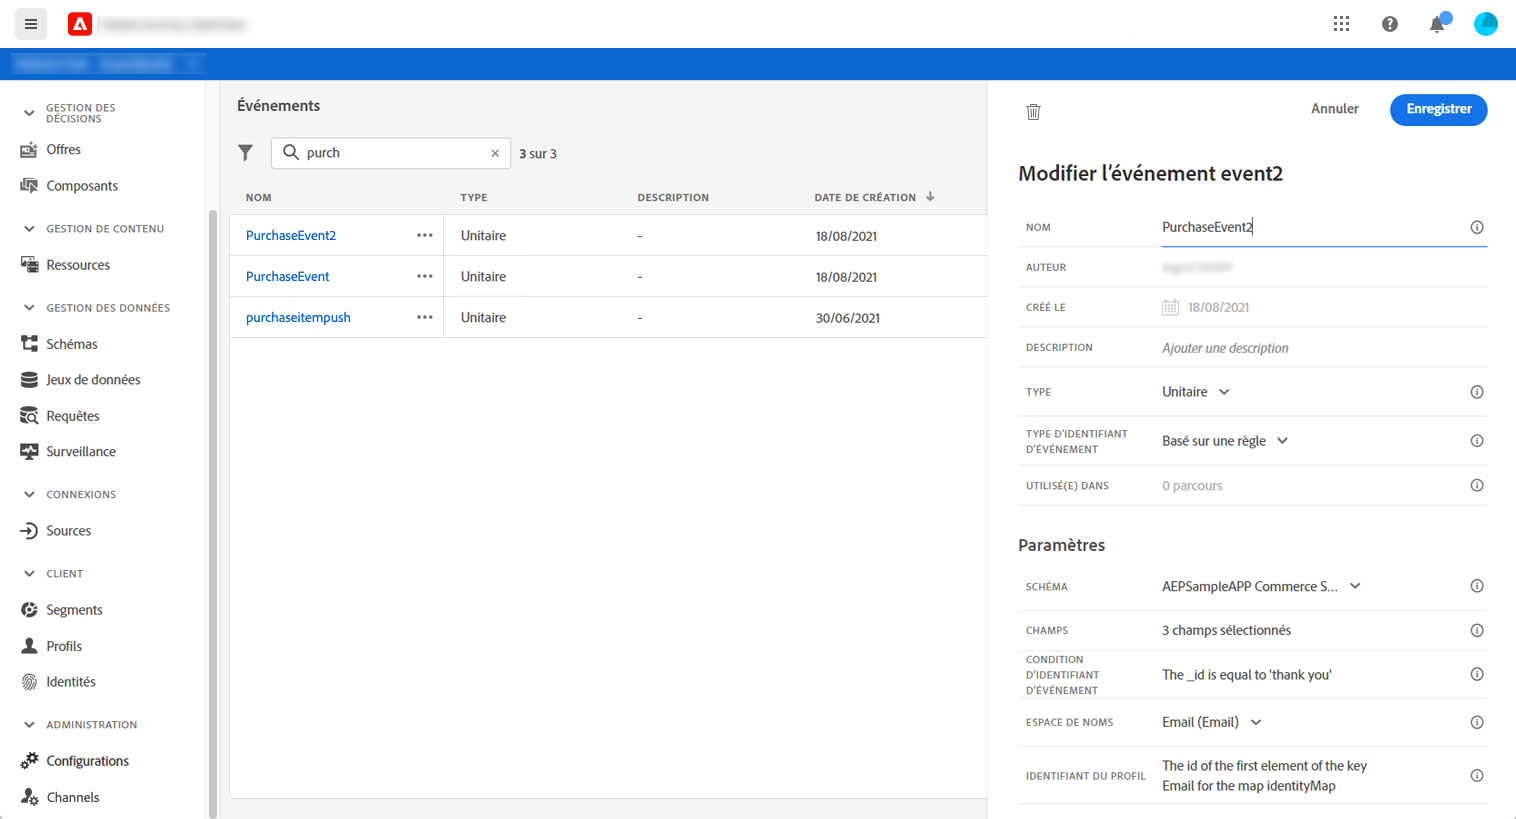 GESTION DES
DÉCISIONS
Offres
Composants
GESTION DE CONTENU
Ressources
GESTION DES DONNÉES
Schémas
Jeux de données
Requêtes
Surveillance
CONNEXIONS
Sources
CLIENT
Segments
Profils
Identités
ADMINISTRATION
Configurations
Channels
Événements
purch
3 sur 3
NOM TYPE DESCRIPTION DATE DE CRÉATION
PurchaseEvent2 Unitaire - 18/08/2021
PurchaseEvent Unitaire - 18/08/2021
purchaseitempush Unitaire - 30/06/2021
Annuler Enregistrer
Modifier l'événement event2
NOM PurchaseEvent2
AUTEUR
CRÉÉ LE 18/08/2021
DESCRIPTION Ajouter une description
TYPE Unitaire
TYPE D'IDENTIFIANT
D'ÉVÉNEMENT
Basé sur une règle
UTILISÉ(E) DANS 0 parcours
Paramètres
SCHÉMA AEPSampleAPP Commerce S...
CHAMPS 3 champs sélectionnés
CONDITION
D'IDENTIFIANT
D'ÉVÉNEMENT
The _id is equal to 'thank you'
ESPACE DE NOMS Email (Email)
IDENTIFIANT DU PROFIL
The id of the first element of the key
Email for the map identityMap